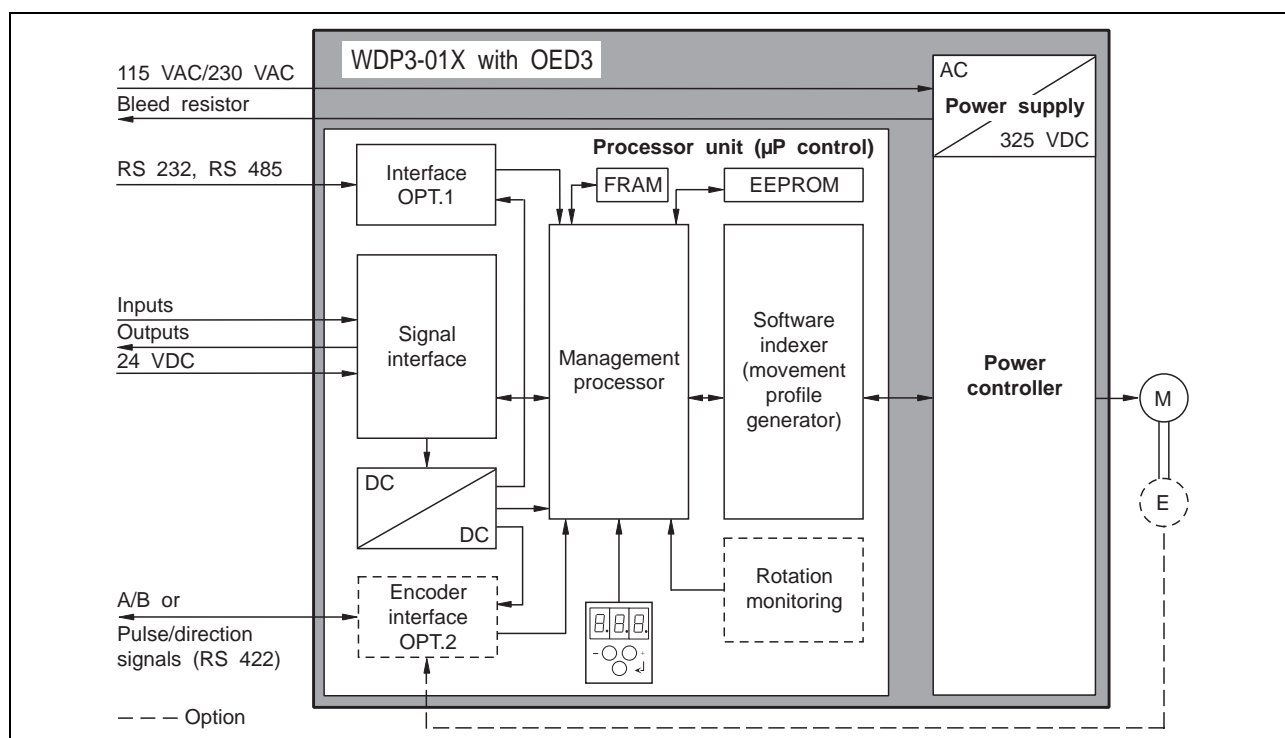 WDP3-01X with OED3
115 VAC/230 VAC
Bleed resistor
AC
Power supply
325 VDC
Processor unit (µP control)
RS 232, RS 485
Interface
OPT.1
FRAM
EEPROM
Inputs
Outputs
24 VDC
Signal
interface
Management
processor
Software
indexer
(movement
profile
generator)
Power
controller
M
E
DC
DC
A/B or
Pulse/direction
signals (RS 422)
Encoder
interface
OPT.2
8.8.8.
- +
Rotation
monitoring
Option